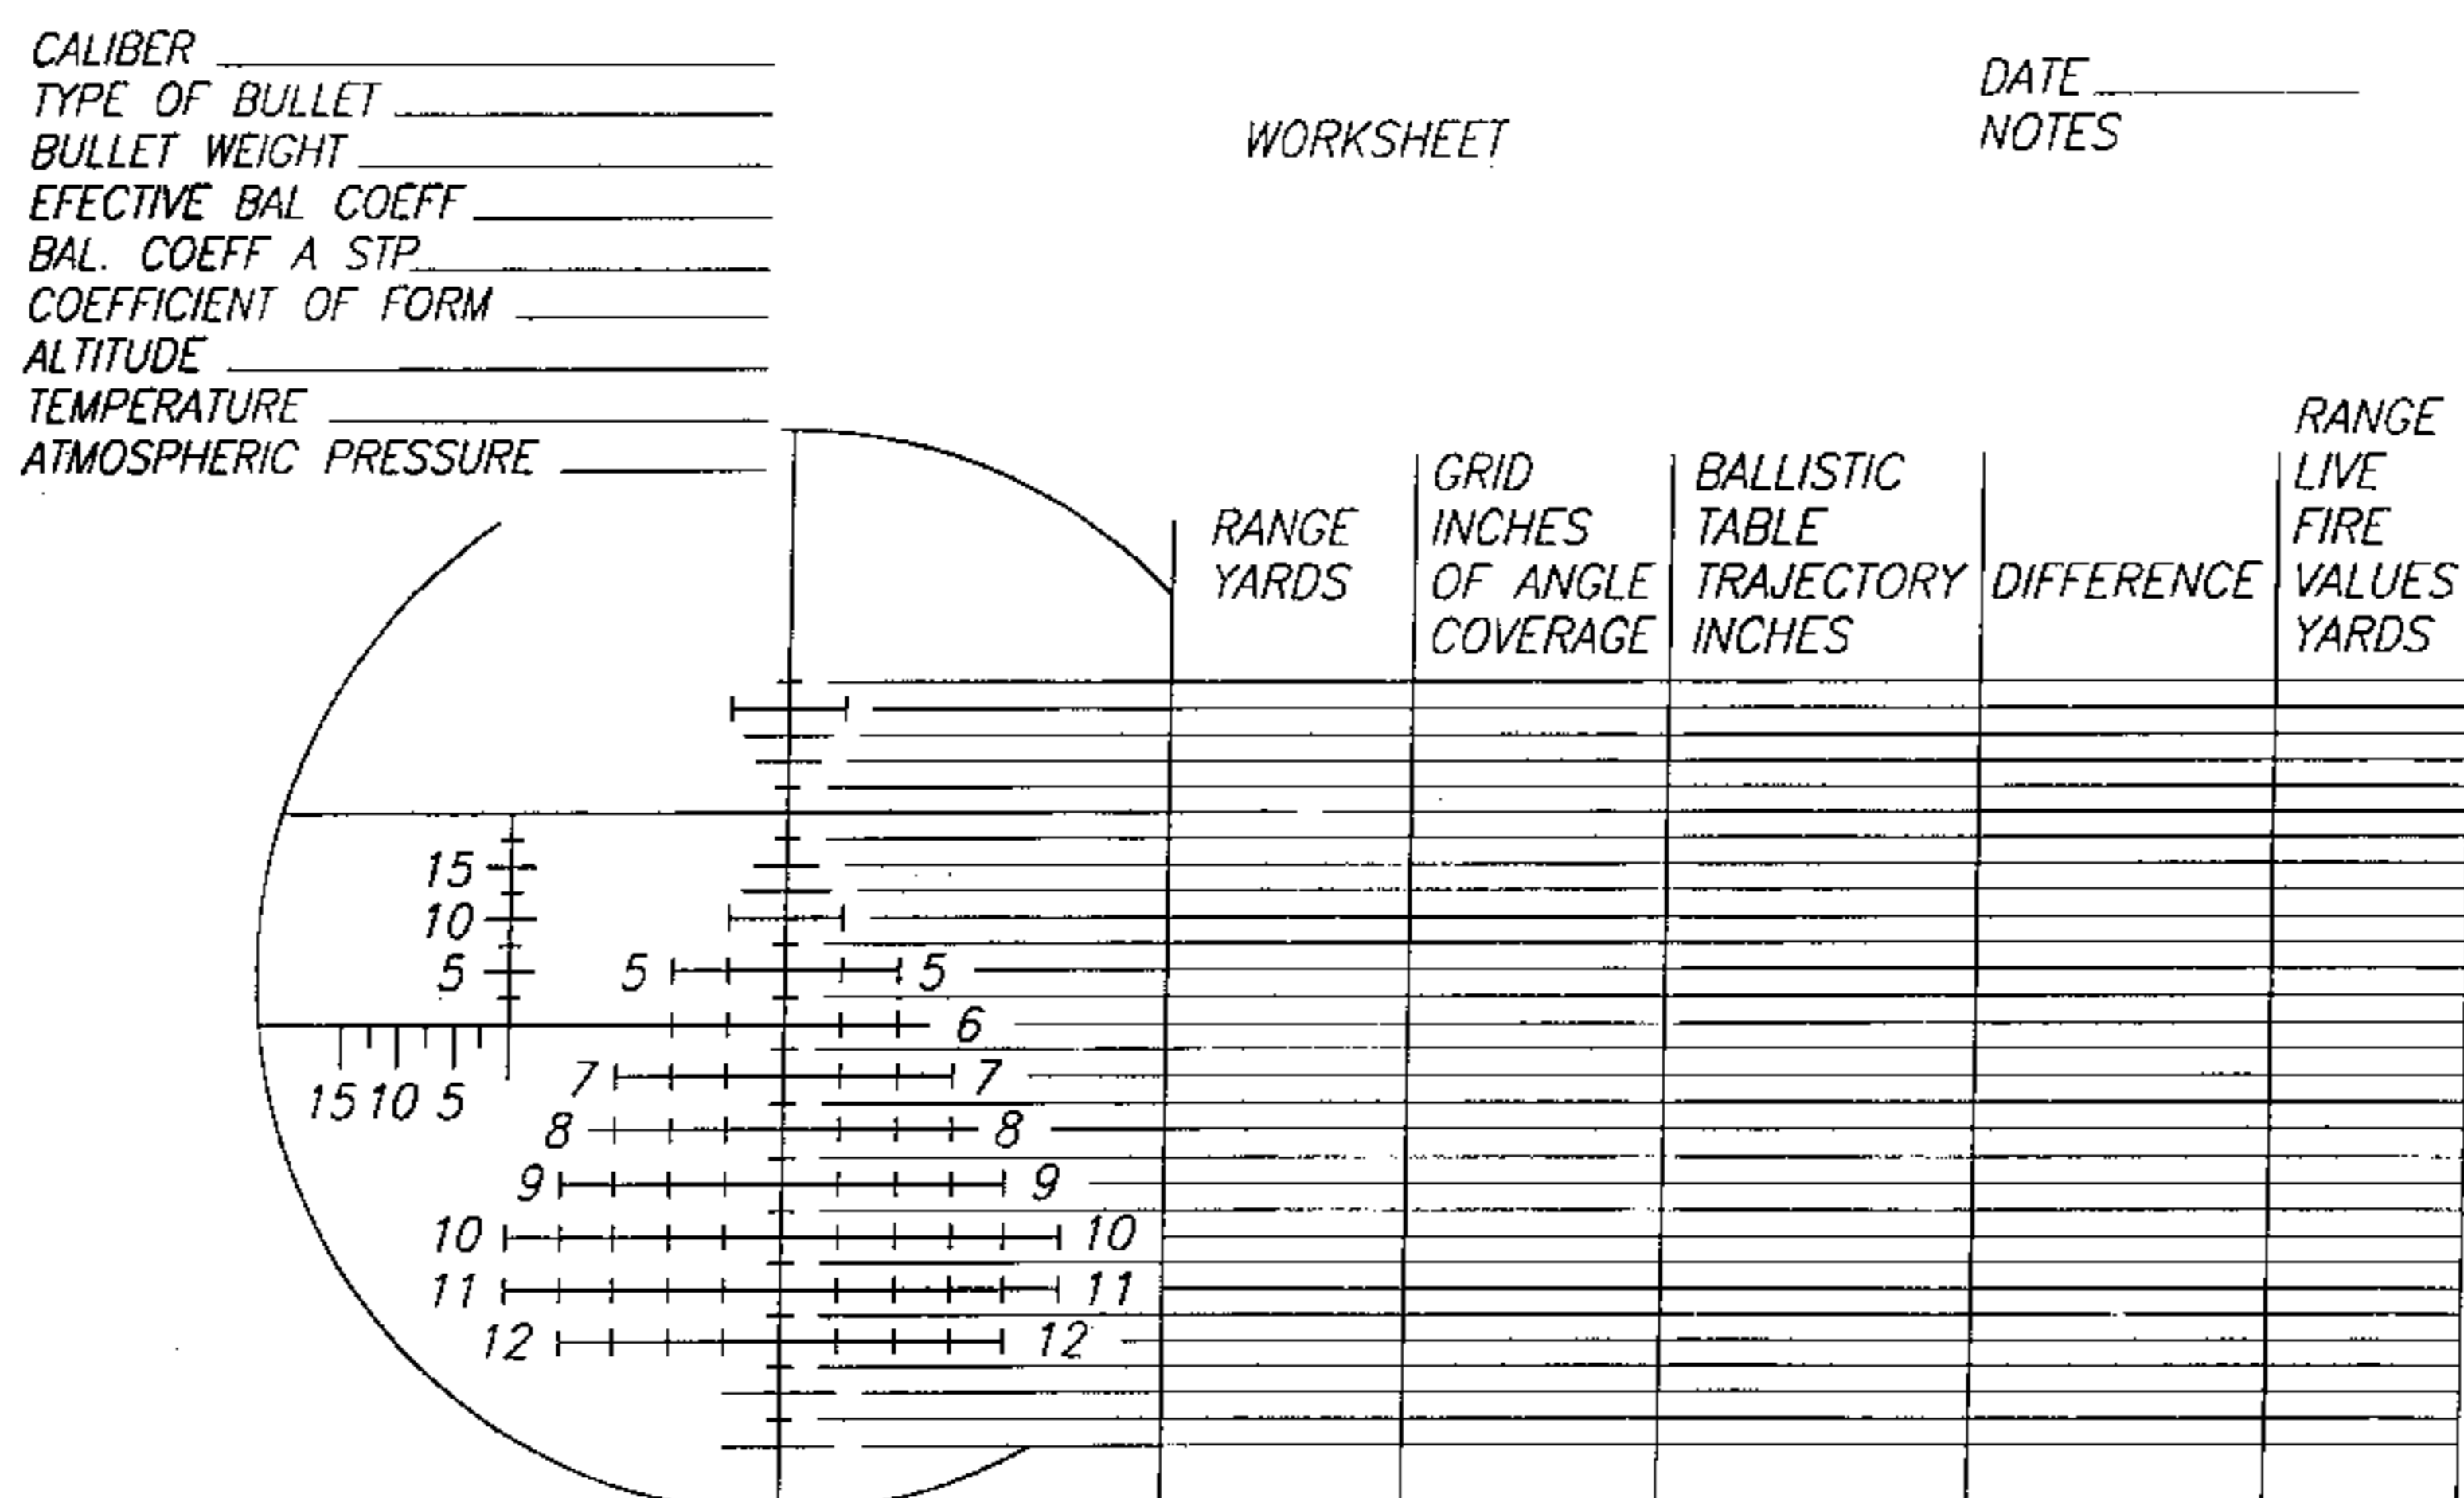 CALIBER
TYPE OF BULLET
BULLET WEIGHT
EFECTIVE BAL COEFF
BAL. COEFF A STP
COEFFICIENT OF FORM
ALTITUDE
TEMPERATURE
ATMOSPHERIC PRESSURE
WORKSHEET
DATE
NOTES
RANGE
YARDS
GRID
INCHES
OF ANGLE
COVERAGE
BALLISTIC
TABLE
TRAJECTORY
INCHES
DIFFERENCE
RANGE
LIVE
FIRE
VALUES
YARDS
15
10
5
5 5
6
15 10 5
7 7
8 8
9 9
10 10
11 11
12 12